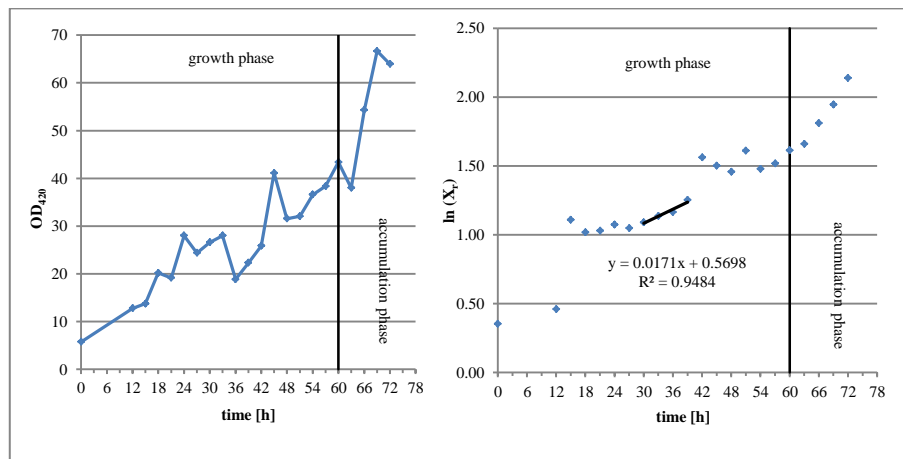 growth phase
70
60
50
40
30
20
10
0
OD420
accumulation phase
0 6 12 18 24 30 36 42 48 54 60 66 72 78
time [h]
growth phase
2.50
2.00
1.50
1.00
0.50
0.00
ln (Xr)
y = 0.0171x + 0.5698
R² = 0.9484
accumulation phase
0 6 12 18 24 30 36 42 48 54 60 66 72 78
time [h]